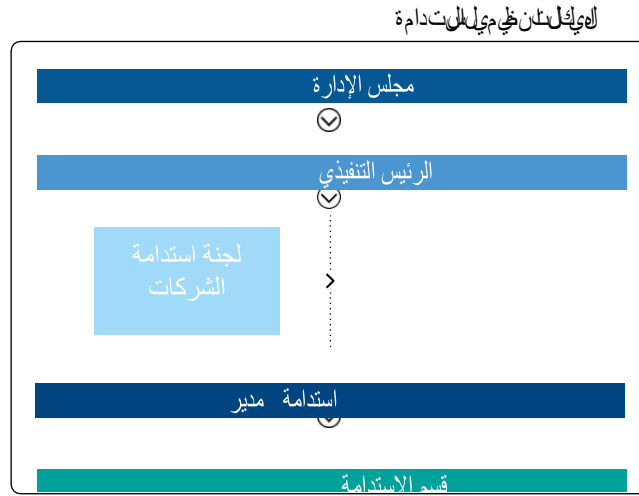 الهيكل التنظيمي للاستدامة
مجلس الإدارة
الرئيس التنفيذي
لجنة استدامة
الشركات
استدامة مدير
قسم الاستدامة